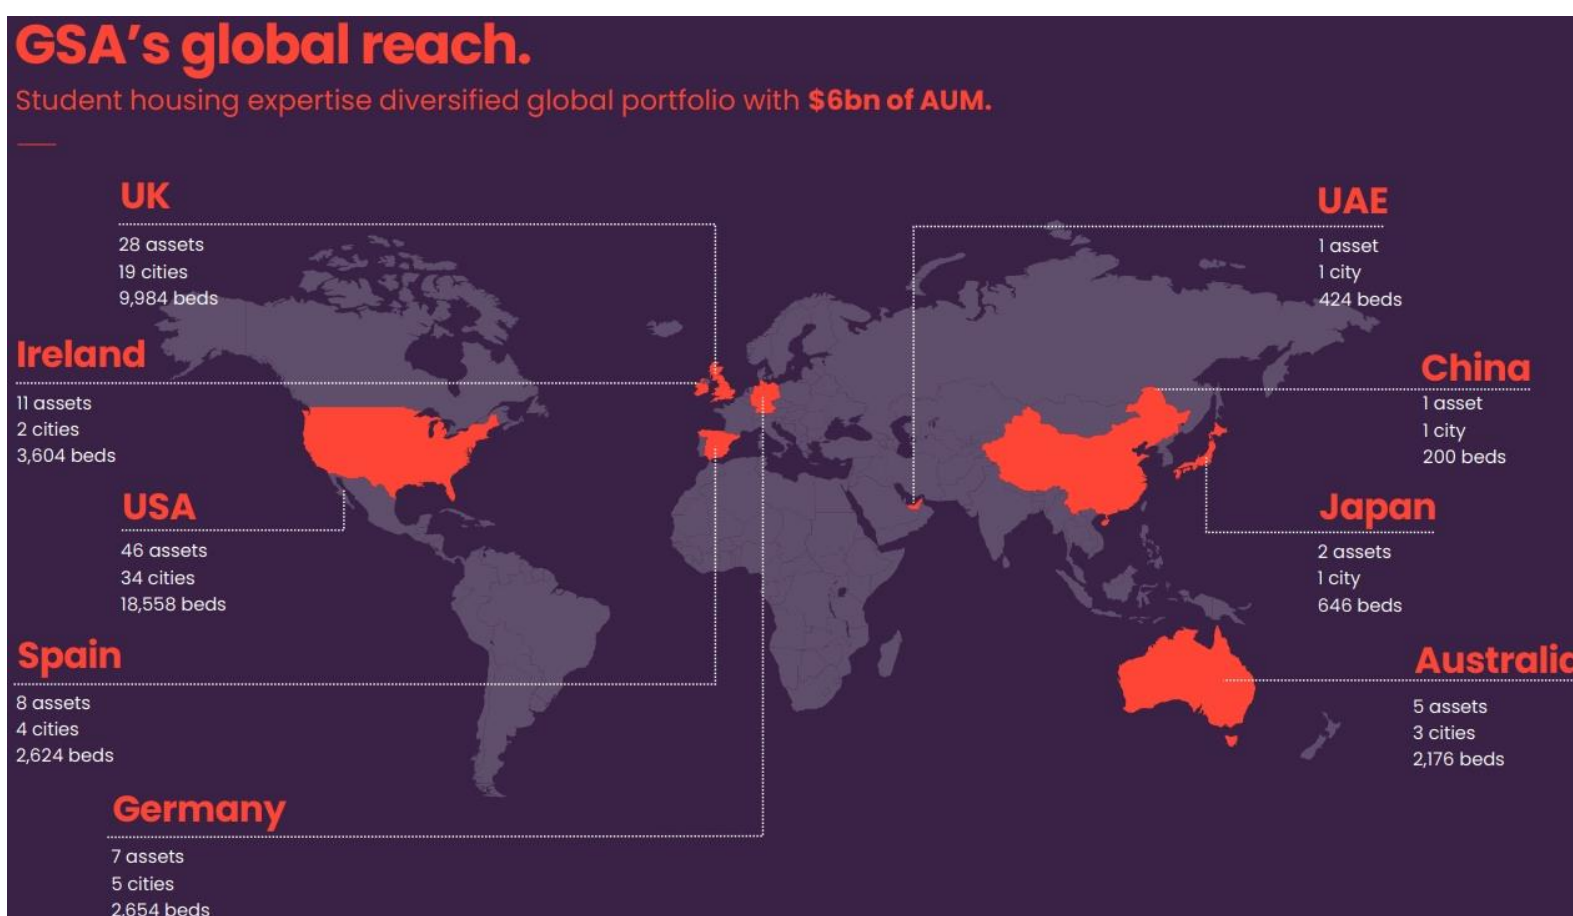 GSA’s global reach.
Student housing expertise diversified global portfolio with $6bn of AUM.
UK
28 assets
19 cities
9,984 beds
Ireland
11 assets
2 cities
3,604 beds
USA
46 assets
34 cities
18,558 beds
Spain
8 assets
4 cities
2,624 beds
Germany
7 assets
5 cities
2,654 beds
UAE
1 asset
1 city
424 beds
China
1 asset
1 city
200 beds
Japan
2 assets
1 city
646 beds
Australia
5 assets
3 cities
2,176 beds